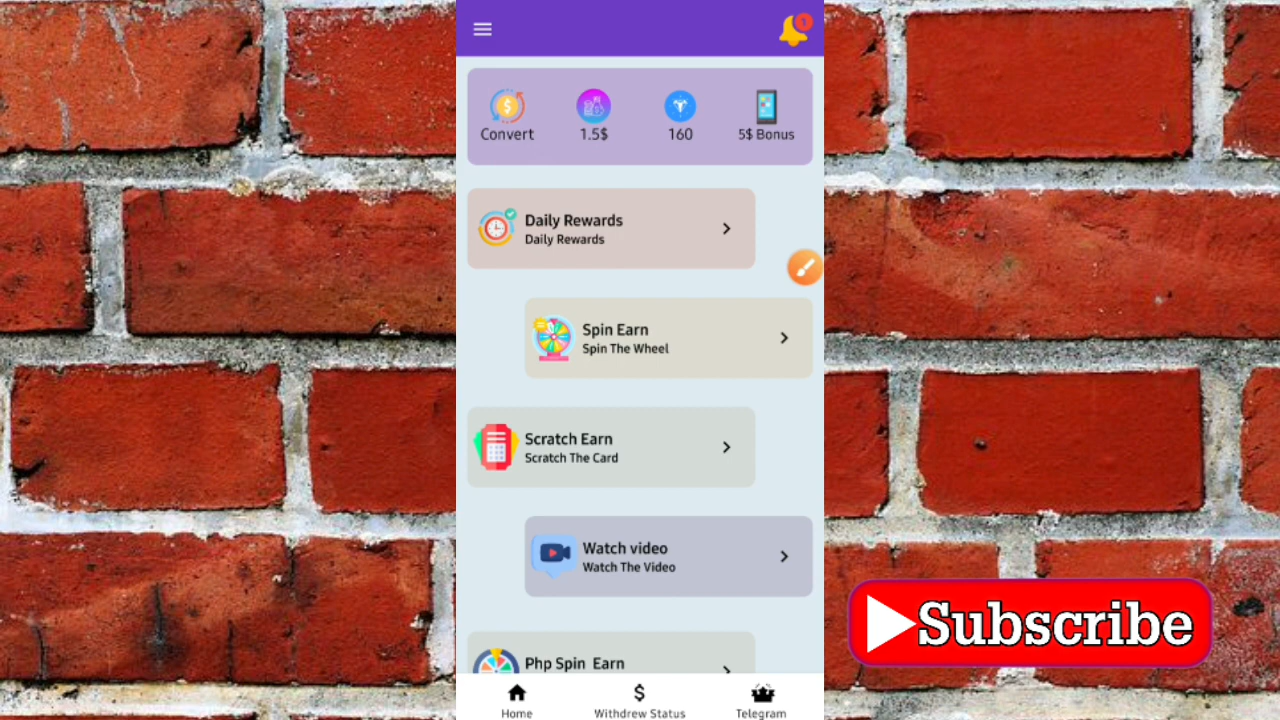 1
Convert
1.5$
160
5$ Bonus
Daily Rewards
Daily Rewards
Spin Earn
Spin The Wheel
Scratch Earn
Scratch The Card
Watch video
Watch The Video
Php Spin Earn
Subscribe
Home
Withdrew Status
Telegram